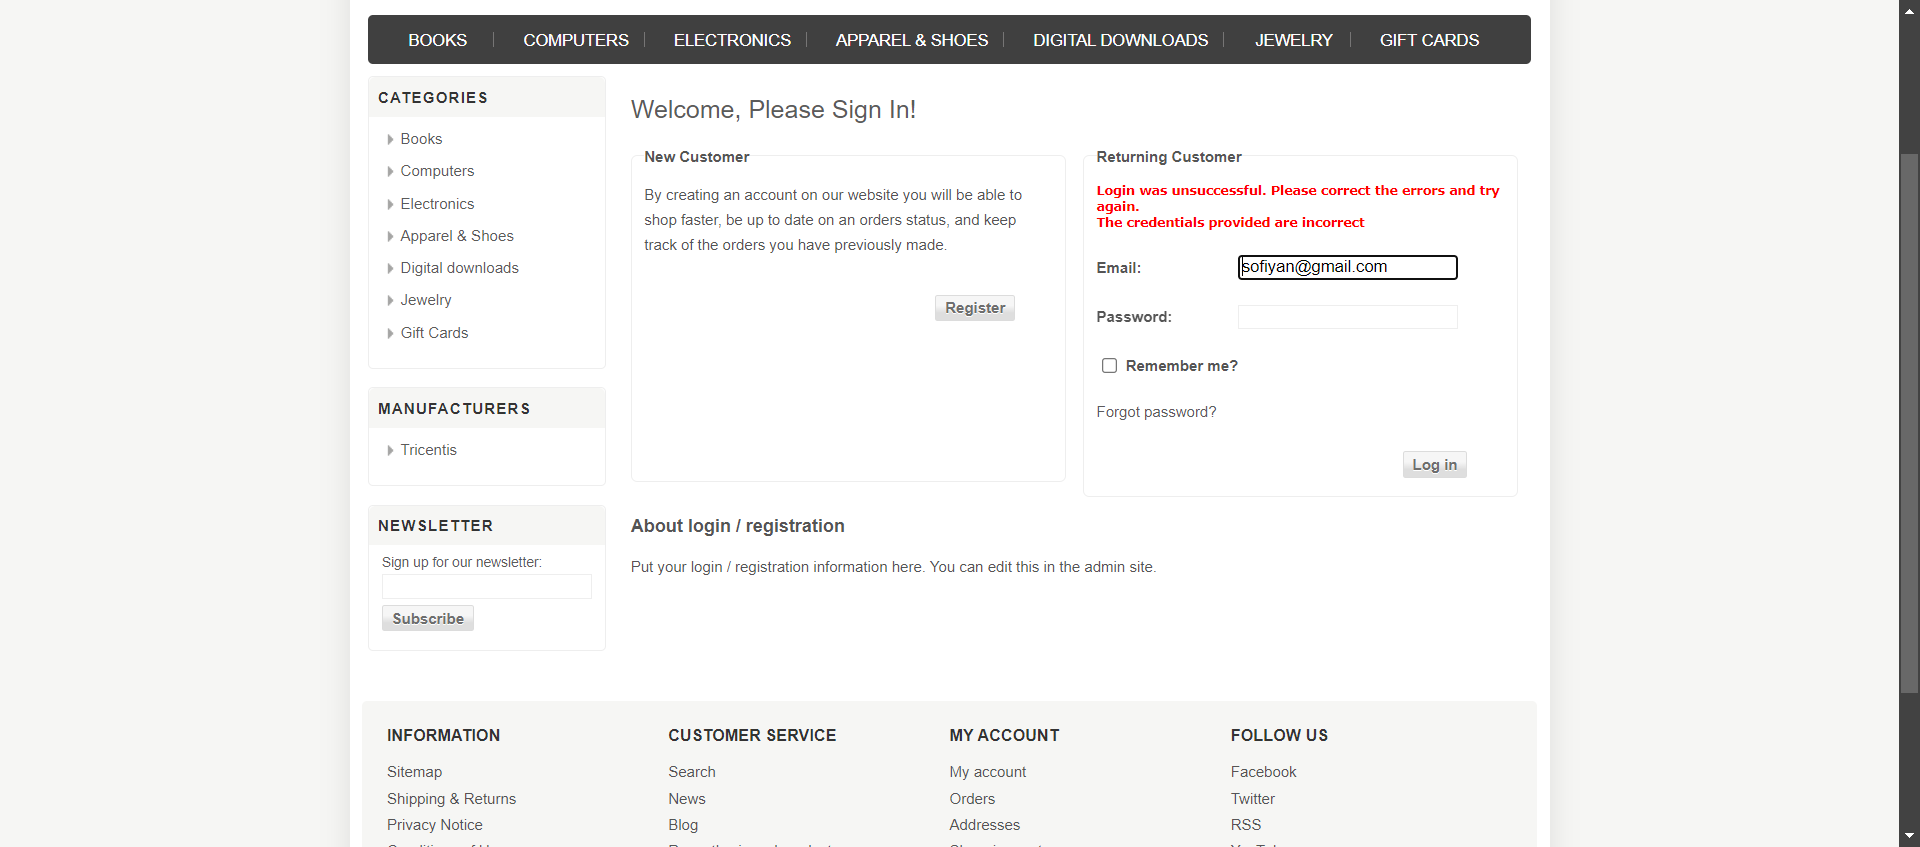 BOOKS COMPUTERS ELECTRONICS APPAREL & SHOES DIGITAL DOWNLOADS JEWELRY GIFT CARDS
CATEGORIES
Books
Computers
Electronics
Apparel & Shoes
Digital downloads
Jewelry
Gift Cards
MANUFACTURERS
Tricentis
NEWSLETTER
Sign up for our newsletter:
Subscribe
Welcome, Please Sign In!
New Customer
By creating an account on our website you will be able to
shop faster, be up to date on an orders status, and keep
track of the orders you have previously made.
Register
Returning Customer
Login was unsuccessful. Please correct the errors and try
again.
The credentials provided are incorrect
Email: sofiyan@gmail.com
Password:
Remember me?
Forgot password?
Log in
About login / registration
Put your login / registration information here. You can edit this in the admin site.
INFORMATION
Sitemap
Shipping & Returns
Privacy Notice
CUSTOMER SERVICE
Search
News
Blog
MY ACCOUNT
My account
Orders
Addresses
FOLLOW US
Facebook
Twitter
RSS